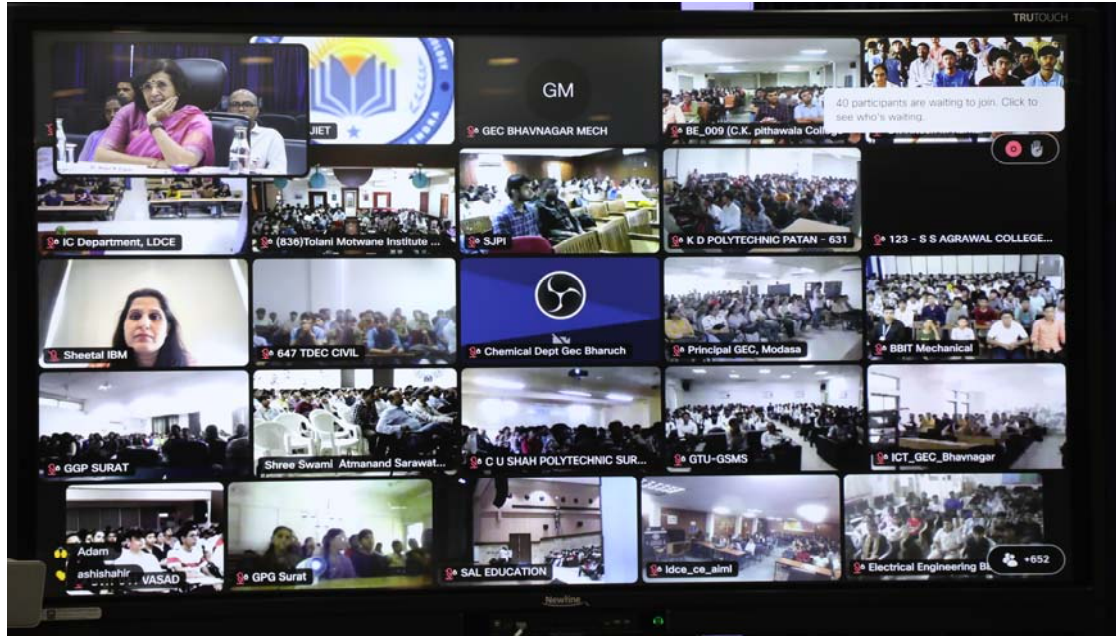 TRUTOUCH
JIET
GM
GEC BHAVNAGAR MECH
BE_009 (C.K. pithawala Coll
40 participants are waiting to join. Click to
see who's waiting.
IC Department, LDCE
(836)Tolani Motwane Institute ...
SJPI
K D POLYTECHNIC PATAN - 631
123 - S S AGRAWAL COLLEGE...
Sheetal IBM
647 TDEC CIVIL
Chemical Dept Gec Bharuch
Principal GEC, Modasa
BBIT Mechanical
GGP SURAT
Shree Swami Atmanand Sarawat...
C U SHAH POLYTECHNIC SUR...
GTU-GSMS
ICT_GEC_Bhavnagar
Adam
ashishahir
VASAD
GPG Surat
SAL EDUCATION
ldce_ce_aiml
Electrical Engineering
+652
Newline